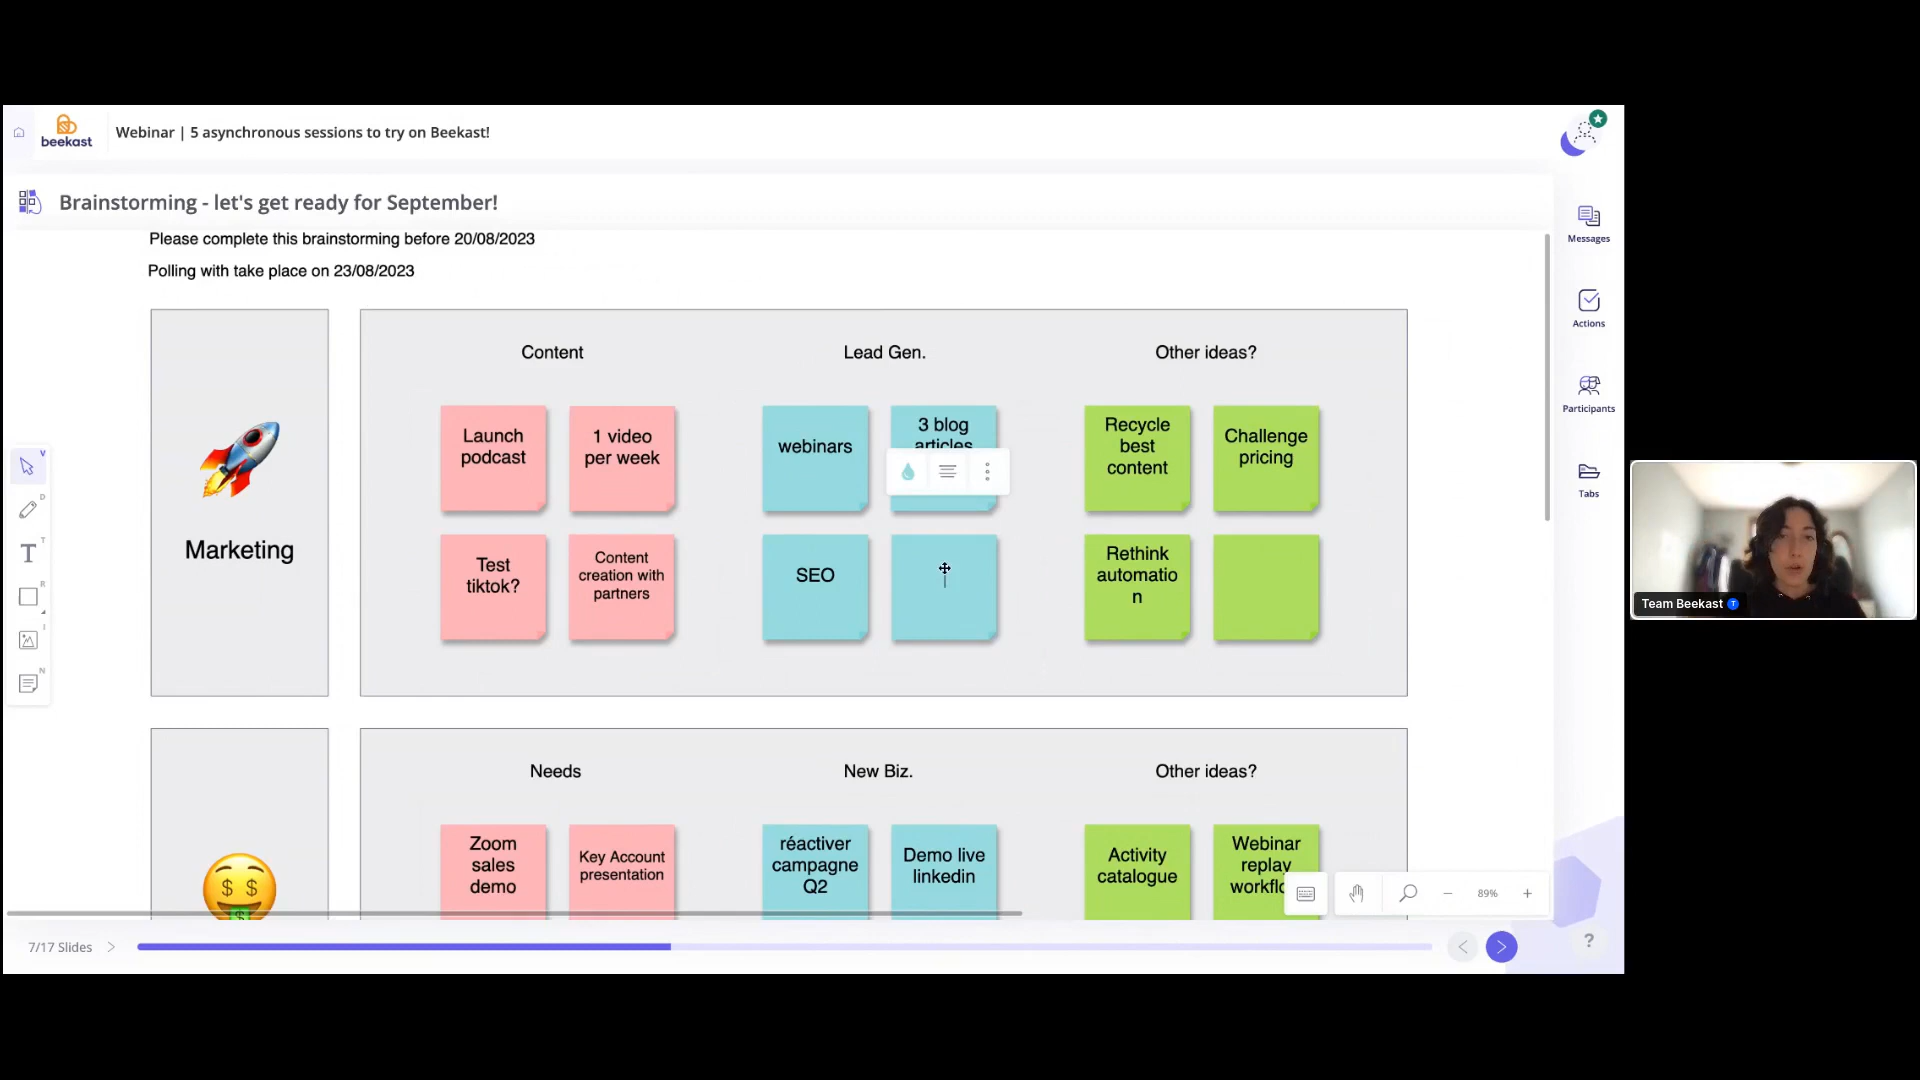 beekast
Webinar | 5 asynchronous sessions to try on Beekast!
Brainstorming - let's get ready for September!
Please complete this brainstorming before 20/08/2023
Polling with take place on 23/08/2023
Messages
Actions
Participants
Tabs
V
D
T
T
R
I
N
Marketing
Content
Lead Gen.
Other ideas?
Launch
podcast
1 video
per week
webinars
3 blog
articles
Recycle
best
content
Challenge
pricing
Test
tiktok?
Content
creation with
partners
SEO
Rethink
automatio
n
Needs
New Biz.
Other ideas?
Zoom
sales
demo
Key Account
presentation
réactiver
campagne
Q2
Demo live
linkedin
Activity
catalogue
Webinar
replay
89%
7/17 Slides
?
Team Beekast T